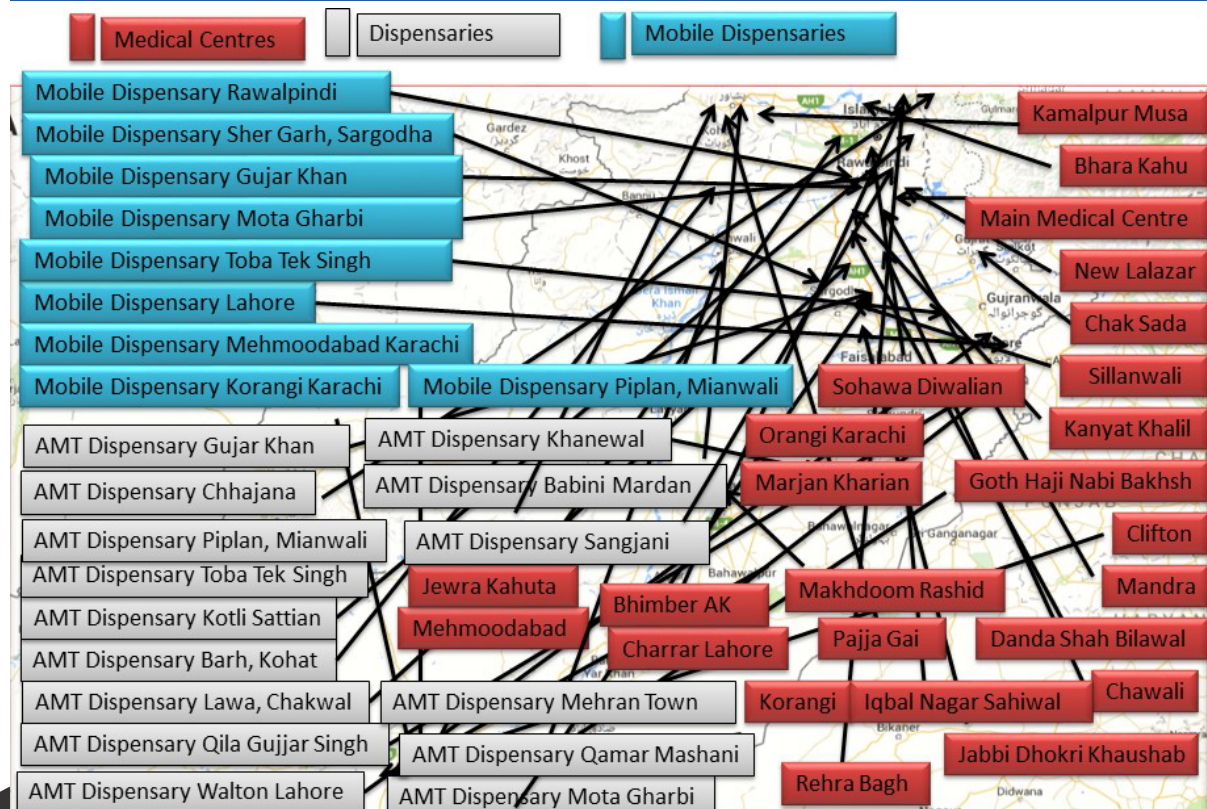 Medical Centres
Dispensaries
Mobile Dispensaries
Mobile Dispensary Rawalpindi
Mobile Dispensary Sher Garh, Sargodha
Mobile Dispensary Gujar Khan
Mobile Dispensary Mota Gharbi
Mobile Dispensary Toba Tek Singh
Mobile Dispensary Lahore
Mobile Dispensary Mehmoodabad Karachi
Mobile Dispensary Korangi Karachi
Mobile Dispensary Piplan, Mianwali
Kamalpur Musa
Bhara Kahu
Main Medical Centre
New Lalazar
Chak Sada
Sillanwali
Sohawa Diwalian
Kanyat Khalil
Orangi Karachi
Marjan Kharian
Goth Haji Nabi Bakhsh
Clifton
Mandra
AMT Dispensary Gujar Khan
AMT Dispensary Khanewal
AMT Dispensary Chhajana
AMT Dispensary Babini Mardan
AMT Dispensary Piplan, Mianwali
AMT Dispensary Sangjani
AMT Dispensary Toba Tek Singh
AMT Dispensary Kotli Sattian
AMT Dispensary Barh, Kohat
AMT Dispensary Lawa, Chakwal
AMT Dispensary Mehran Town
AMT Dispensary Qila Gujjar Singh
AMT Dispensary Qamar Mashani
AMT Dispensary Walton Lahore
AMT Dispensary Mota Gharbi
Jewra Kahuta
Mehmoodabad
Bhimber AK
Charrar Lahore
Makhdoom Rashid
Pajja Gai
Danda Shah Bilawal
Korangi
Iqbal Nagar Sahiwal
Chawali
Jabbi Dhokri Khaushab
Rehra Bagh
Gardez
Khost
AH1
Gujranwala
Faisalabad
AH1
Bahawalnagar
Ganganagar
Bahawalpur
Yar Khan
Bikaner
Didwana